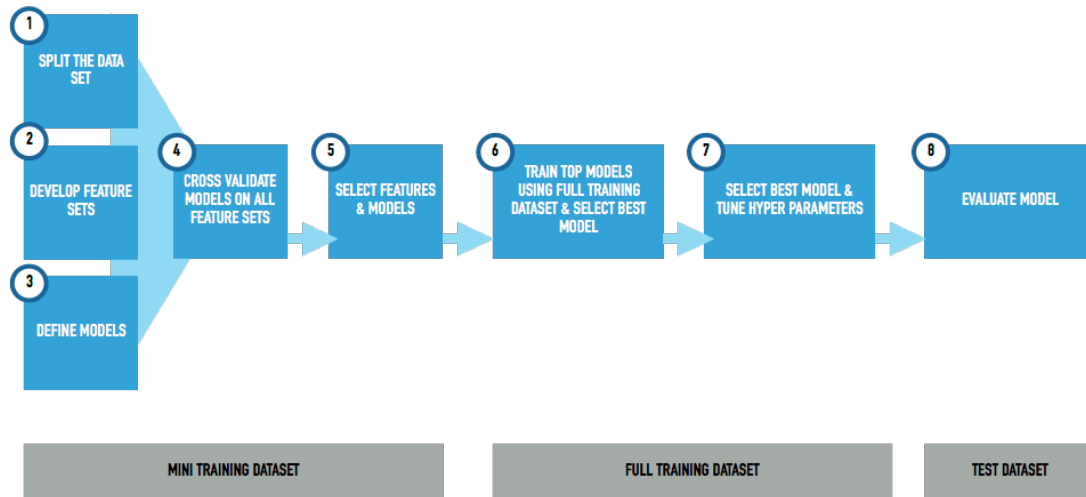 1
SPLIT THE DATA
SET
2
DEVELOP FEATURE
SETS
3
DEFINE MODELS
4
CROSS VALIDATE
MODELS ON ALL
FEATURE SETS
5
SELECT FEATURES
& MODELS
6
TRAIN TOP MODELS
USING FULL TRAINING
DATASET & SELECT BEST
MODEL
7
SELECT BEST MODEL &
TUNE HYPER PARAMETERS
8
EVALUATE MODEL
MINI TRAINING DATASET
FULL TRAINING DATASET
TEST DATASET